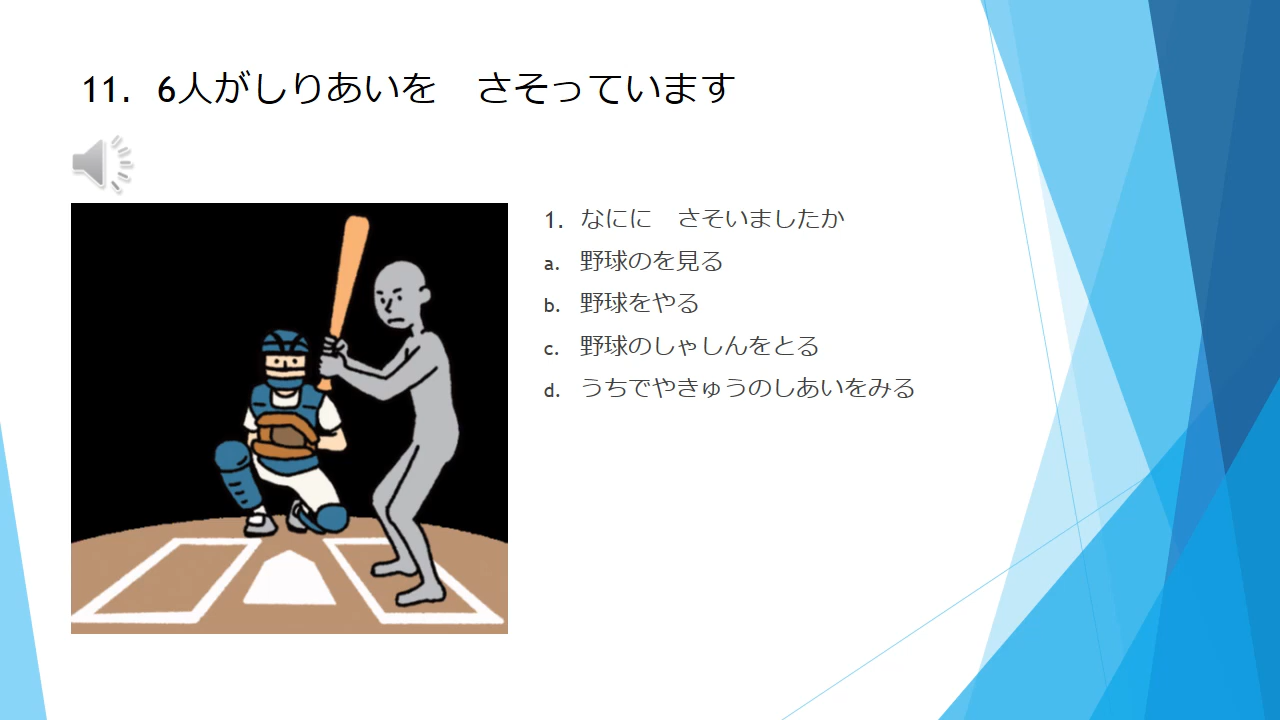 11. 6人がしりあいを　さそっています
1. なにに　さそいましたか
a. 野球のを見る
b. 野球をやる
c. 野球のしゃしんをとる
d. うちでやきゅうのしあいをみる